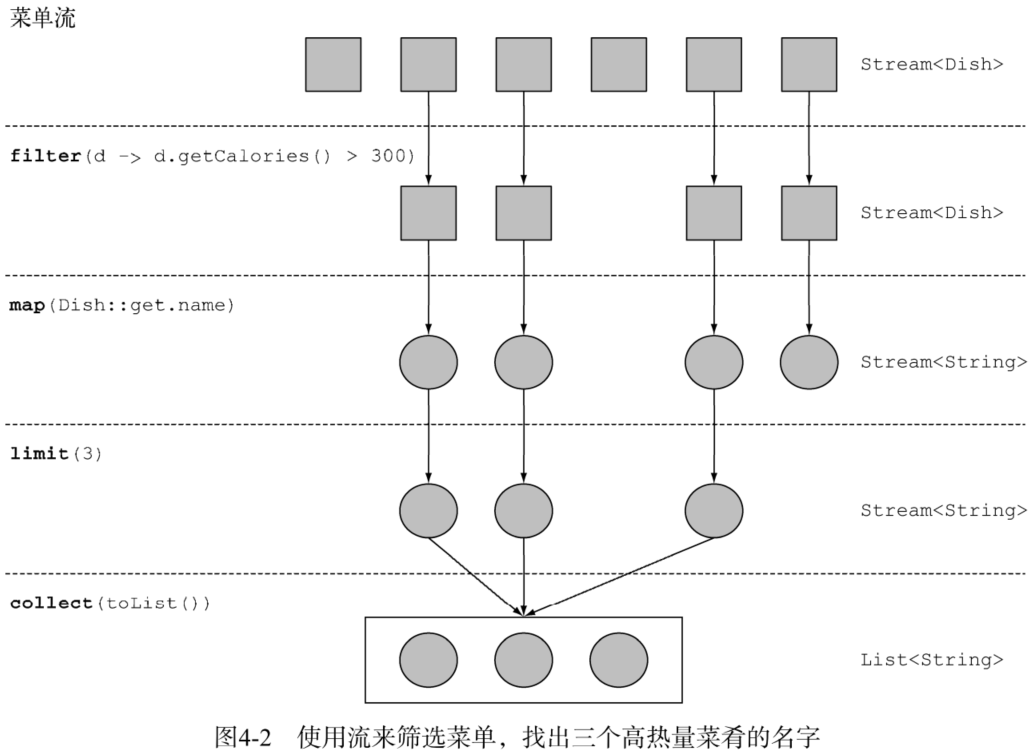 菜单流
Stream<Dish>
filter(d -> d.getCalories() > 300)
Stream<Dish>
map(Dish::get.name)
Stream<String>
limit(3)
Stream<String>
collect(toList())
List<String>
图4-2 使用流来筛选菜单，找出三个高热量菜肴的名字